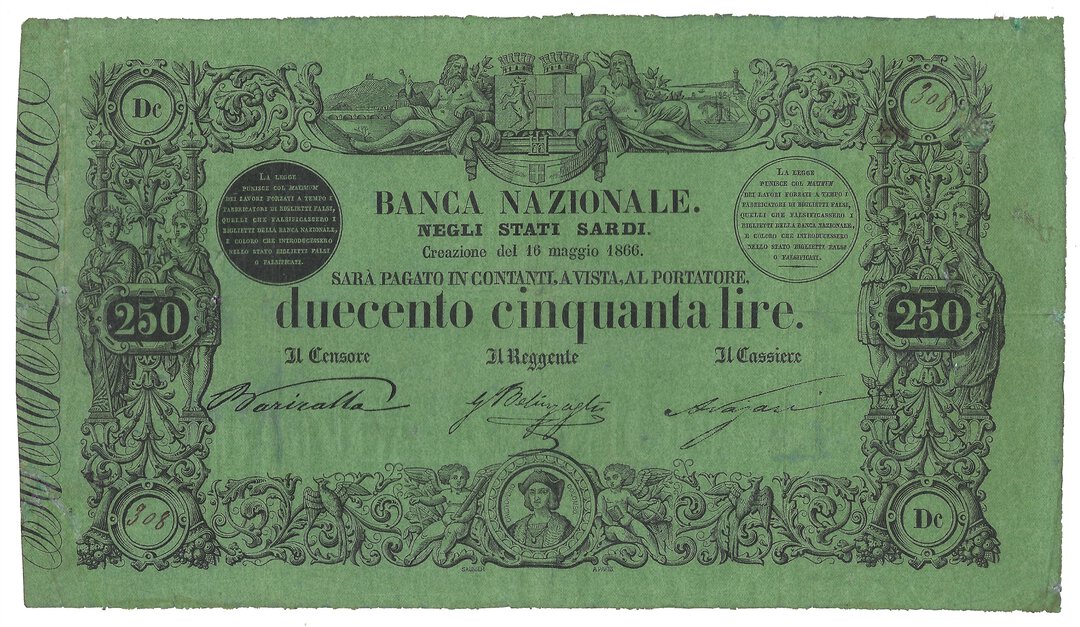 Dc
308
LA LEGGE
PUNISCE COL MAXIMUM
DEI LAVORI FORZATI A TEMPO I
FABBRICATORI DI BIGLIETTI FALSI,
QUELLI CHE FALSIFICASSERO I
BIGLIETTI DELLA BANCA NAZIONALE,
E COLORO CHE INTRODUCESSERO
NELLO STATO BIGLIETTI FALSI
O FALSIFICATI.
LA LEGGE
PUNISCE COL MAXIMUM
DEI LAVORI FORZATI A TEMPO I
FABBRICATORI DI BIGLIETTI FALSI,
QUELLI CHE FALSIFICASSERO I
BIGLIETTI DELLA BANCA NAZIONALE,
E COLORO CHE INTRODUCESSERO
NELLO STATO BIGLIETTI FALSI
O FALSIFICATI.
BANCA NAZIONALE.
NEGLI STATI SARDI.
Creazione del 16 maggio 1866.
SARÀ PAGATO IN CONTANTI, A VISTA, AL PORTATORE,
250
duecento cinquanta lire.
250
Il Censore
Il Reggente
Il Cassiere
308
Dc
A PARIS